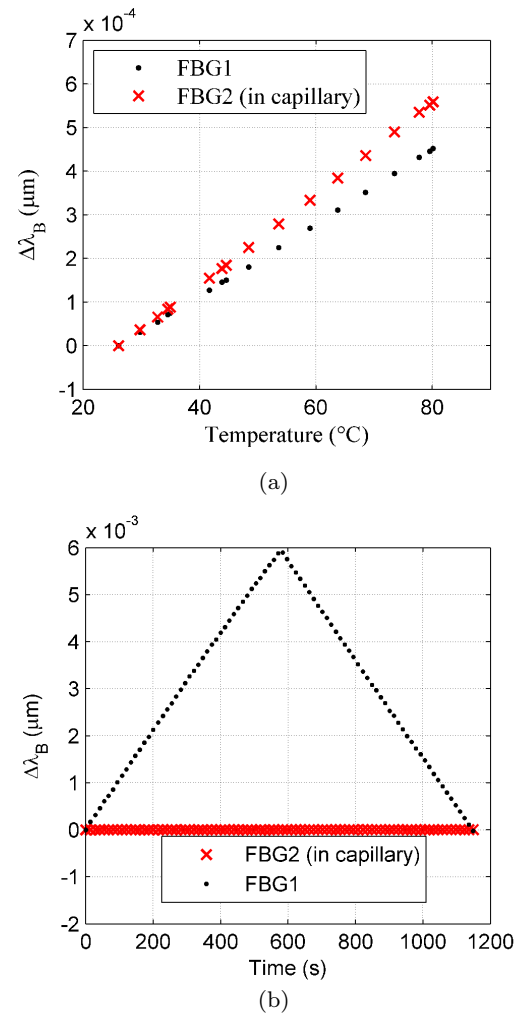 x 10-4
7
6
5
4
3
2
1
0
-1
FBG1
FBG2 (in capillary)
ΔλB (μm)
20 40 60 80
Temperature (°C)
(a)
x 10-3
6
5
4
3
2
1
0
-1
-2
FBG2 (in capillary)
FBG1
ΔλB (μm)
0 200 400 600 800 1000 1200
Time (s)
(b)